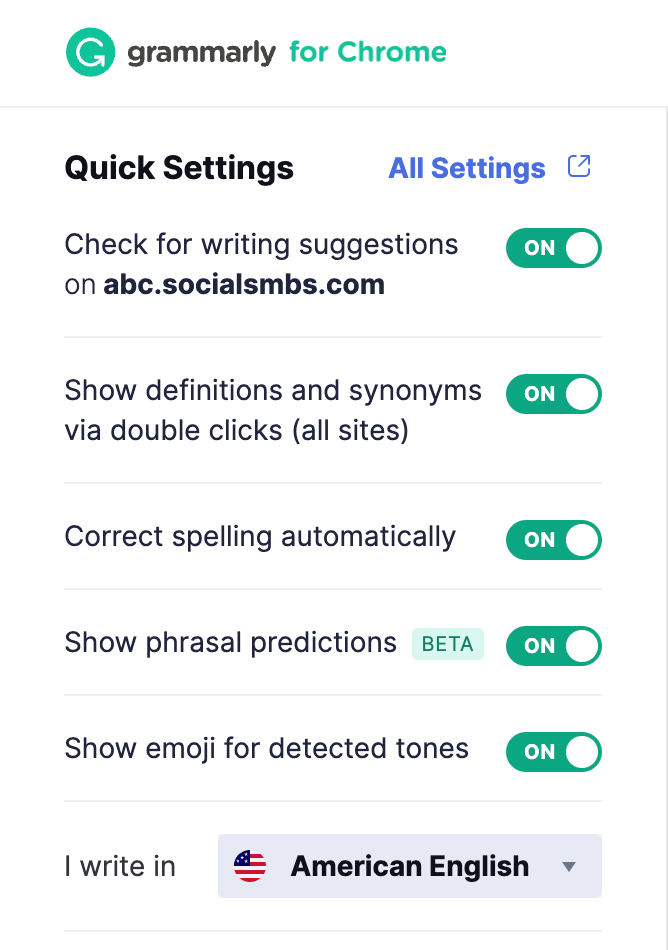 grammarly for Chrome
Quick Settings
All Settings
Check for writing suggestions
on abc.socialsmbs.com
ON
Show definitions and synonyms
via double clicks (all sites)
ON
Correct spelling automatically
ON
Show phrasal predictions BETA
ON
Show emoji for detected tones
ON
I write in
American English